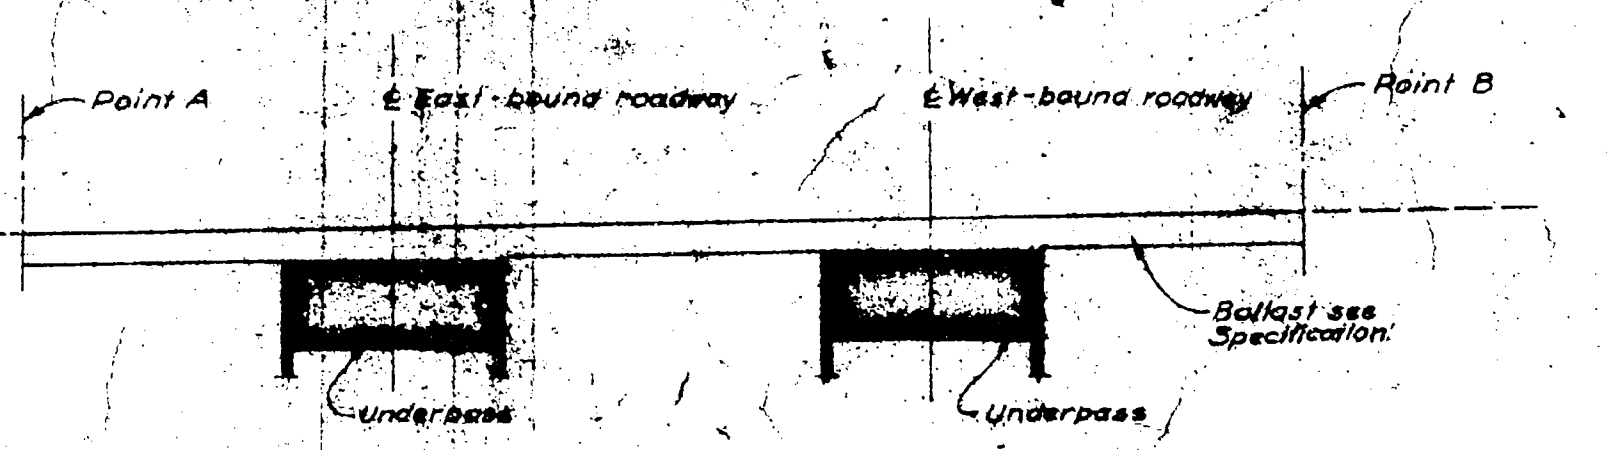 Point A
℄ East-bound roadway
℄ West-bound roadway
Point B
Ballast see
Specification.
Underpass
Underpass